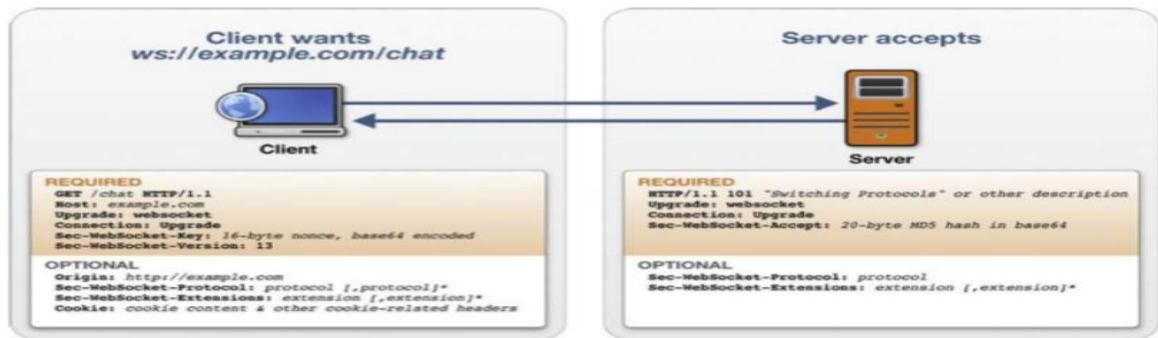 Client wants
ws://example.com/chat
Client
REQUIRED
GET /chat HTTP/1.1
Host: example.com
Upgrade: websocket
Connection: Upgrade
Sec-WebSocket-Key: 16-byte nonce, base64 encoded
Sec-WebSocket-Version: 13
OPTIONAL
Origin: http://example.com
Sec-WebSocket-Protocol: protocol [,protocol]*
Sec-WebSocket-Extensions: extension [,extension]*
Cookie: cookie content & other cookie-related headers
Server accepts
Server
REQUIRED
HTTP/1.1 101 "Switching Protocols" or other description
Upgrade: websocket
Connection: Upgrade
Sec-WebSocket-Accept: 20-byte MD5 hash in base64
OPTIONAL
Sec-WebSocket-Protocol: protocol
Sec-WebSocket-Extensions: extension [,extension]*